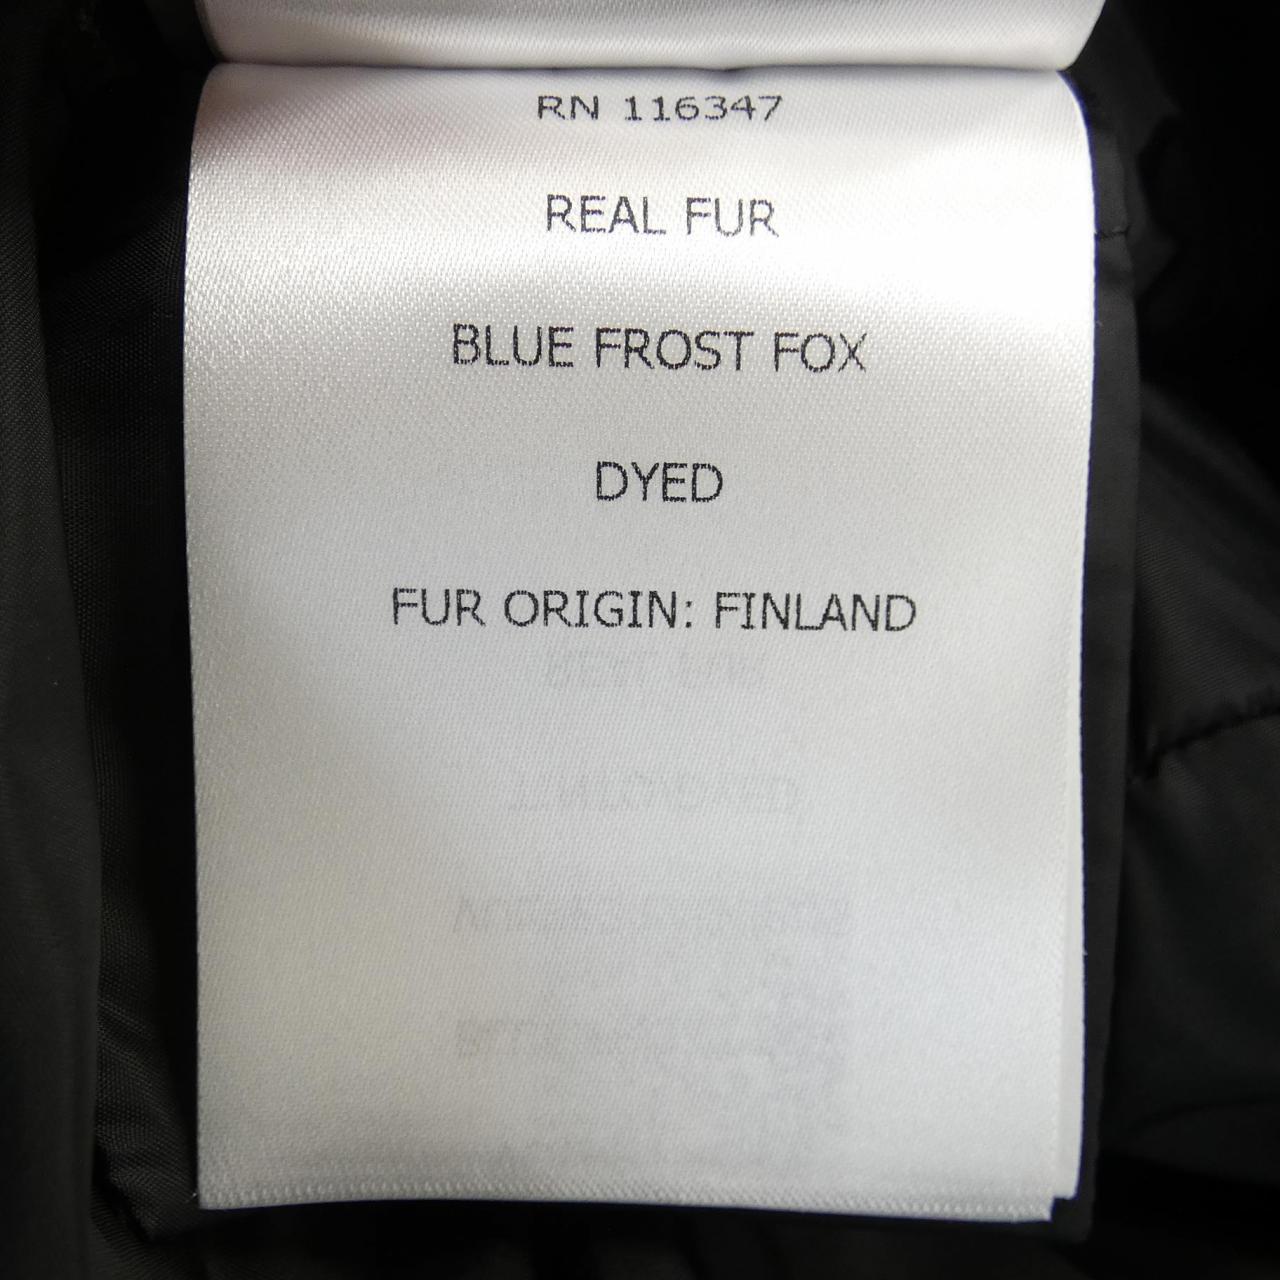 RN 116347
REAL FUR
BLUE FROST FOX
DYED
FUR ORIGIN: FINLAND